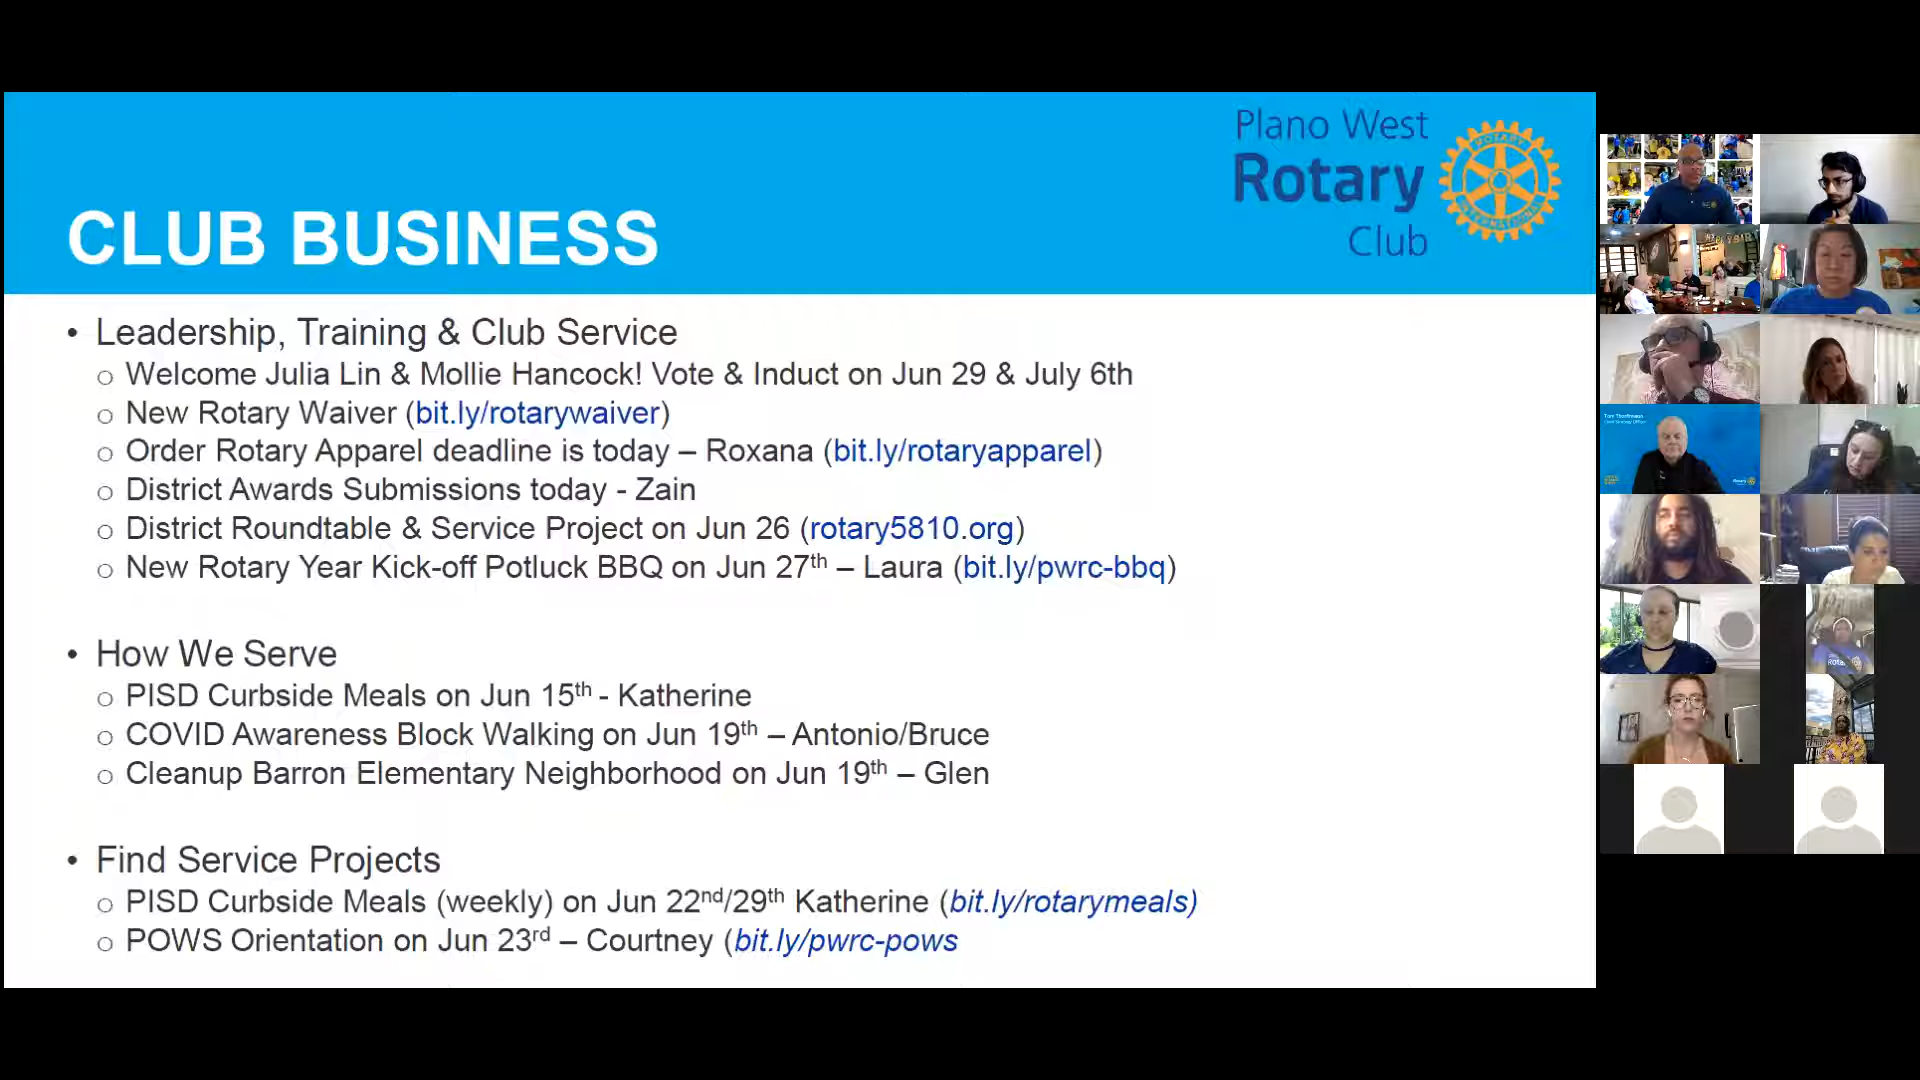 Plano West
Rotary
Club
ROTARY
INTERNATIONAL
CLUB BUSINESS
• Leadership, Training & Club Service
o Welcome Julia Lin & Mollie Hancock! Vote & Induct on Jun 29 & July 6th
o New Rotary Waiver (bit.ly/rotarywaiver)
o Order Rotary Apparel deadline is today – Roxana (bit.ly/rotaryapparel)
o District Awards Submissions today - Zain
o District Roundtable & Service Project on Jun 26 (rotary5810.org)
o New Rotary Year Kick-off Potluck BBQ on Jun 27th – Laura (bit.ly/pwrc-bbq)
• How We Serve
o PISD Curbside Meals on Jun 15th - Katherine
o COVID Awareness Block Walking on Jun 19th – Antonio/Bruce
o Cleanup Barron Elementary Neighborhood on Jun 19th – Glen
• Find Service Projects
o PISD Curbside Meals (weekly) on Jun 22nd/29th Katherine (bit.ly/rotarymeals)
o POWS Orientation on Jun 23rd – Courtney (bit.ly/pwrc-pows
Rotary